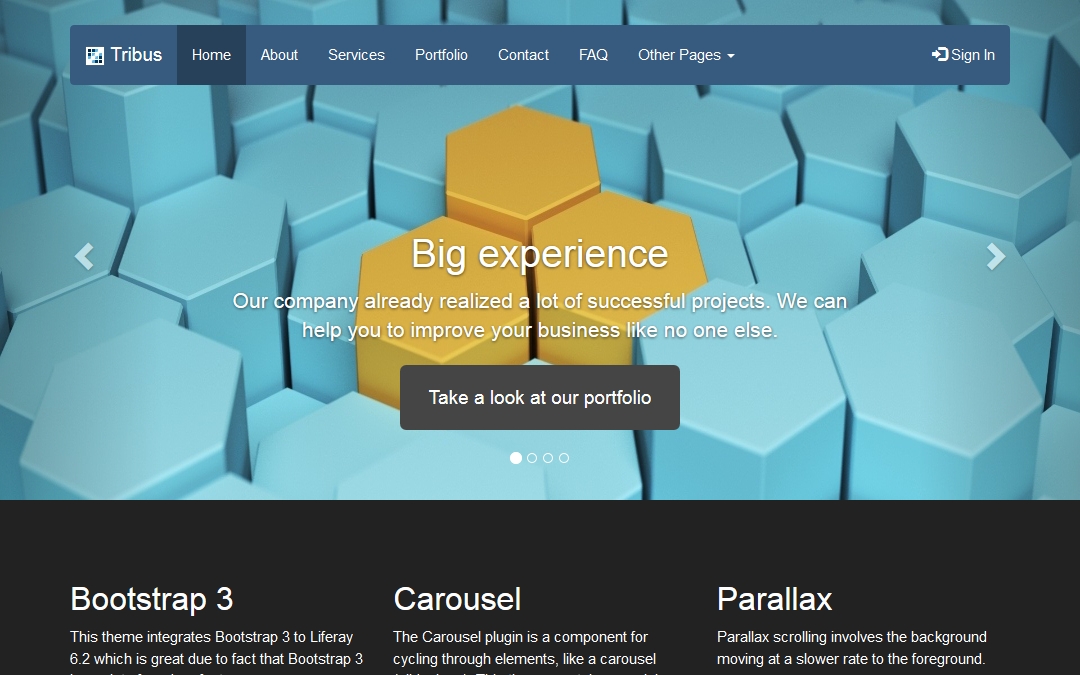 Tribus Home About Services Portfolio Contact FAQ Other Pages Sign In
Big experience
Our company already realized a lot of successful projects. We can
help you to improve your business like no one else.
Take a look at our portfolio
Bootstrap 3
This theme integrates Bootstrap 3 to Liferay
6.2 which is great due to fact that Bootstrap 3
Carousel
The Carousel plugin is a component for
cycling through elements, like a carousel
Parallax
Parallax scrolling involves the background
moving at a slower rate to the foreground.